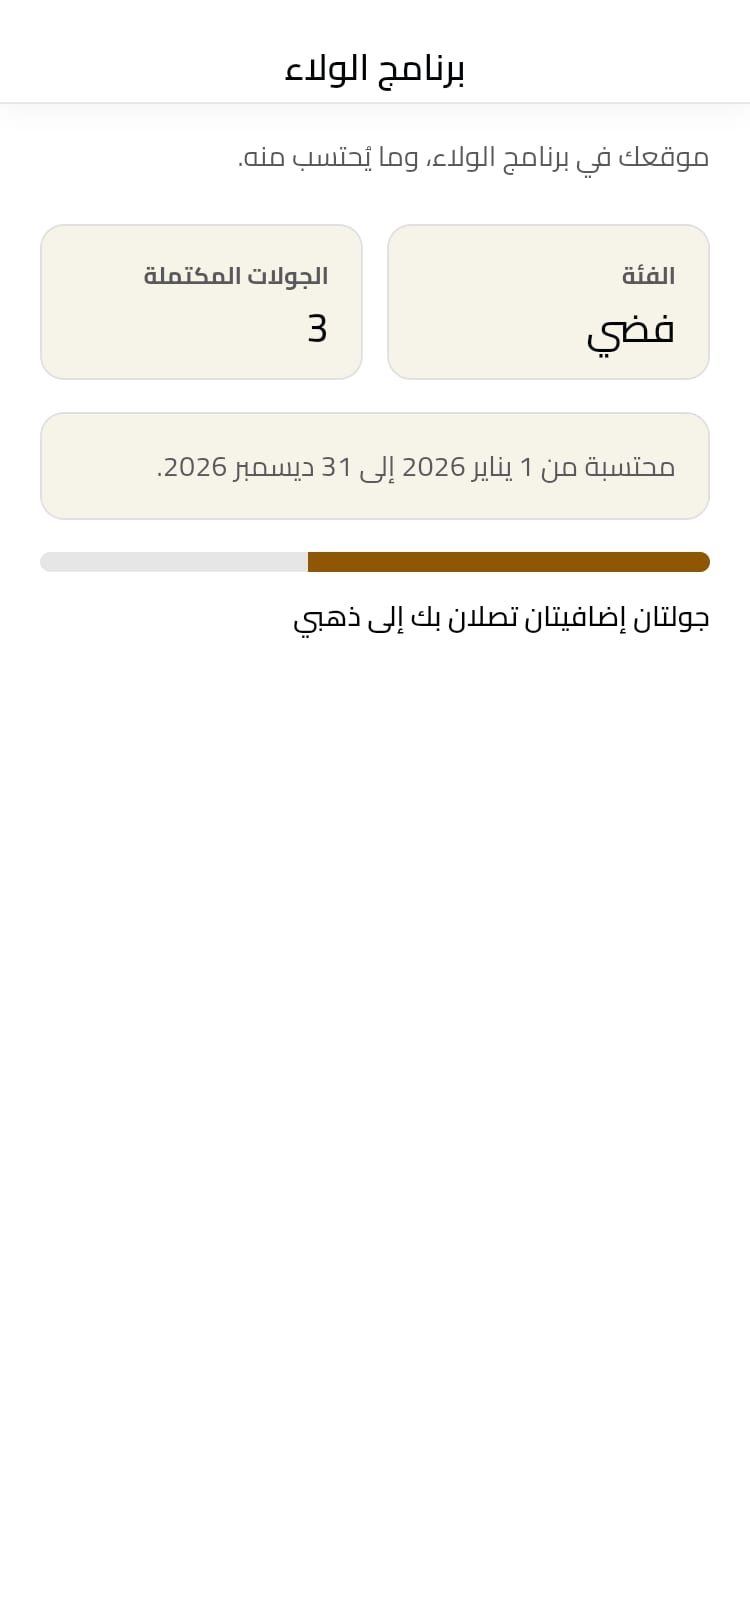 برنامج الولاء
موقعك في برنامج الولاء، وما يُحتسب منه.
الفئة
فضي
الجولات المكتملة
3
محتسبة من 1 يناير 2026 إلى 31 ديسمبر 2026.
جولتان إضافيتان تصلان بك إلى ذهبي